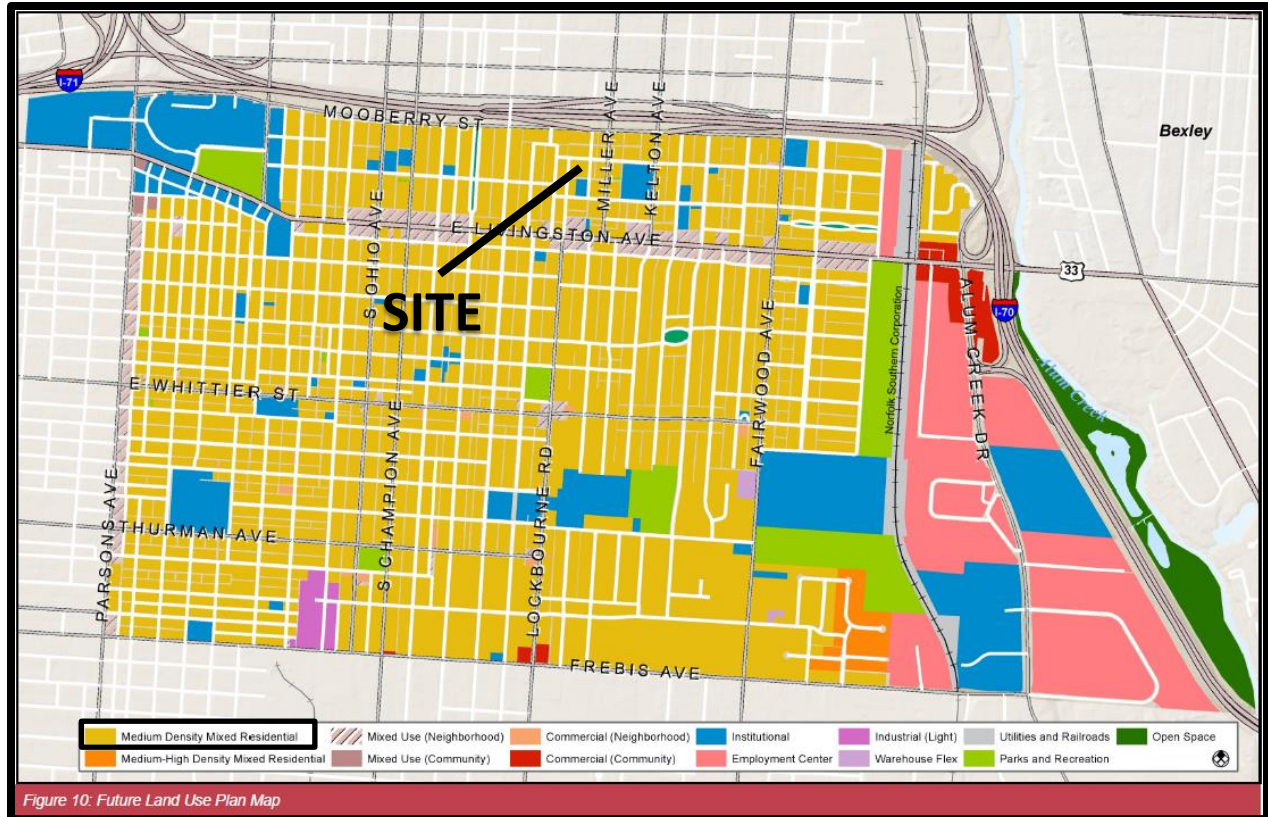 I-71
MOOBERRY ST
MILLER AVE
KELTON AVE
Bexley
S OHIO AVE
E LIVINGSTON AVE
33
SITE
I-70
ALUM CREEK DR
Norfolk Southern Corporation
Alum Creek
FAIRWOOD AVE
E WHITTIER ST
S CHAMPION AVE
LOCKBOURNE RD
PARSONS AVE
THURMAN AVE
FREBIS AVE
Medium Density Mixed Residential
Mixed Use (Neighborhood)
Commercial (Neighborhood)
Institutional
Industrial (Light)
Utilities and Railroads
Open Space
Medium-High Density Mixed Residential
Mixed Use (Community)
Commercial (Community)
Employment Center
Warehouse Flex
Parks and Recreation
Figure 10: Future Land Use Plan Map